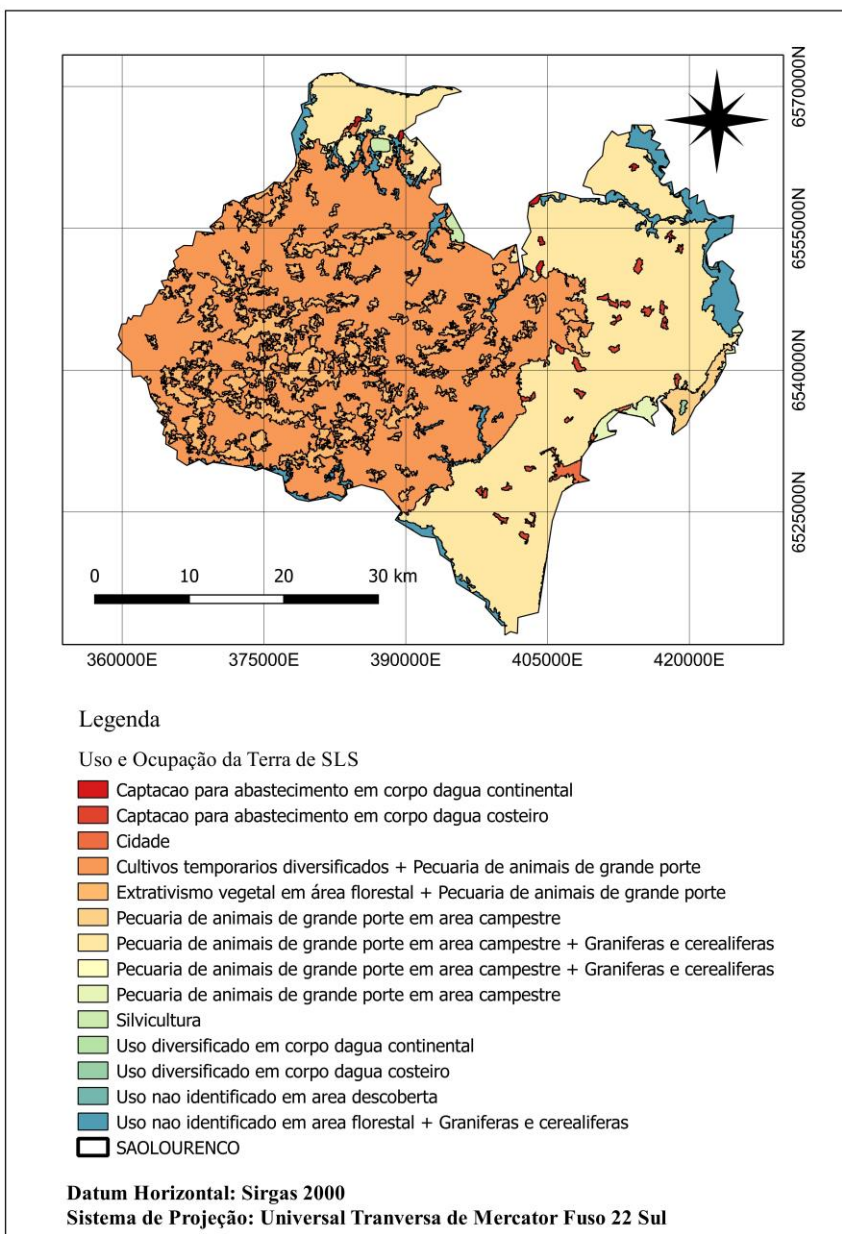 6570000N
6555000N
6540000N
6525000N
0 10 20 30 km
360000E 375000E 390000E 405000E 420000E
Legenda
Uso e Ocupação da Terra de SLS
Captacao para abastecimento em corpo dagua continental
Captacao para abastecimento em corpo dagua costeiro
Cidade
Cultivos temporarios diversificados + Pecuaria de animais de grande porte
Extrativismo vegetal em área florestal + Pecuaria de animais de grande porte
Pecuaria de animais de grande porte em area campestre
Pecuaria de animais de grande porte em area campestre + Graniferas e cerealiferas
Pecuaria de animais de grande porte em area campestre + Graniferas e cerealiferas
Pecuaria de animais de grande porte em area campestre
Silvicultura
Uso diversificado em corpo dagua continental
Uso diversificado em corpo dagua costeiro
Uso nao identificado em area descoberta
Uso nao identificado em area florestal + Graniferas e cerealiferas
SAOLOURENCO
Datum Horizontal: Sirgas 2000
Sistema de Projeção: Universal Tranversa de Mercator Fuso 22 Sul